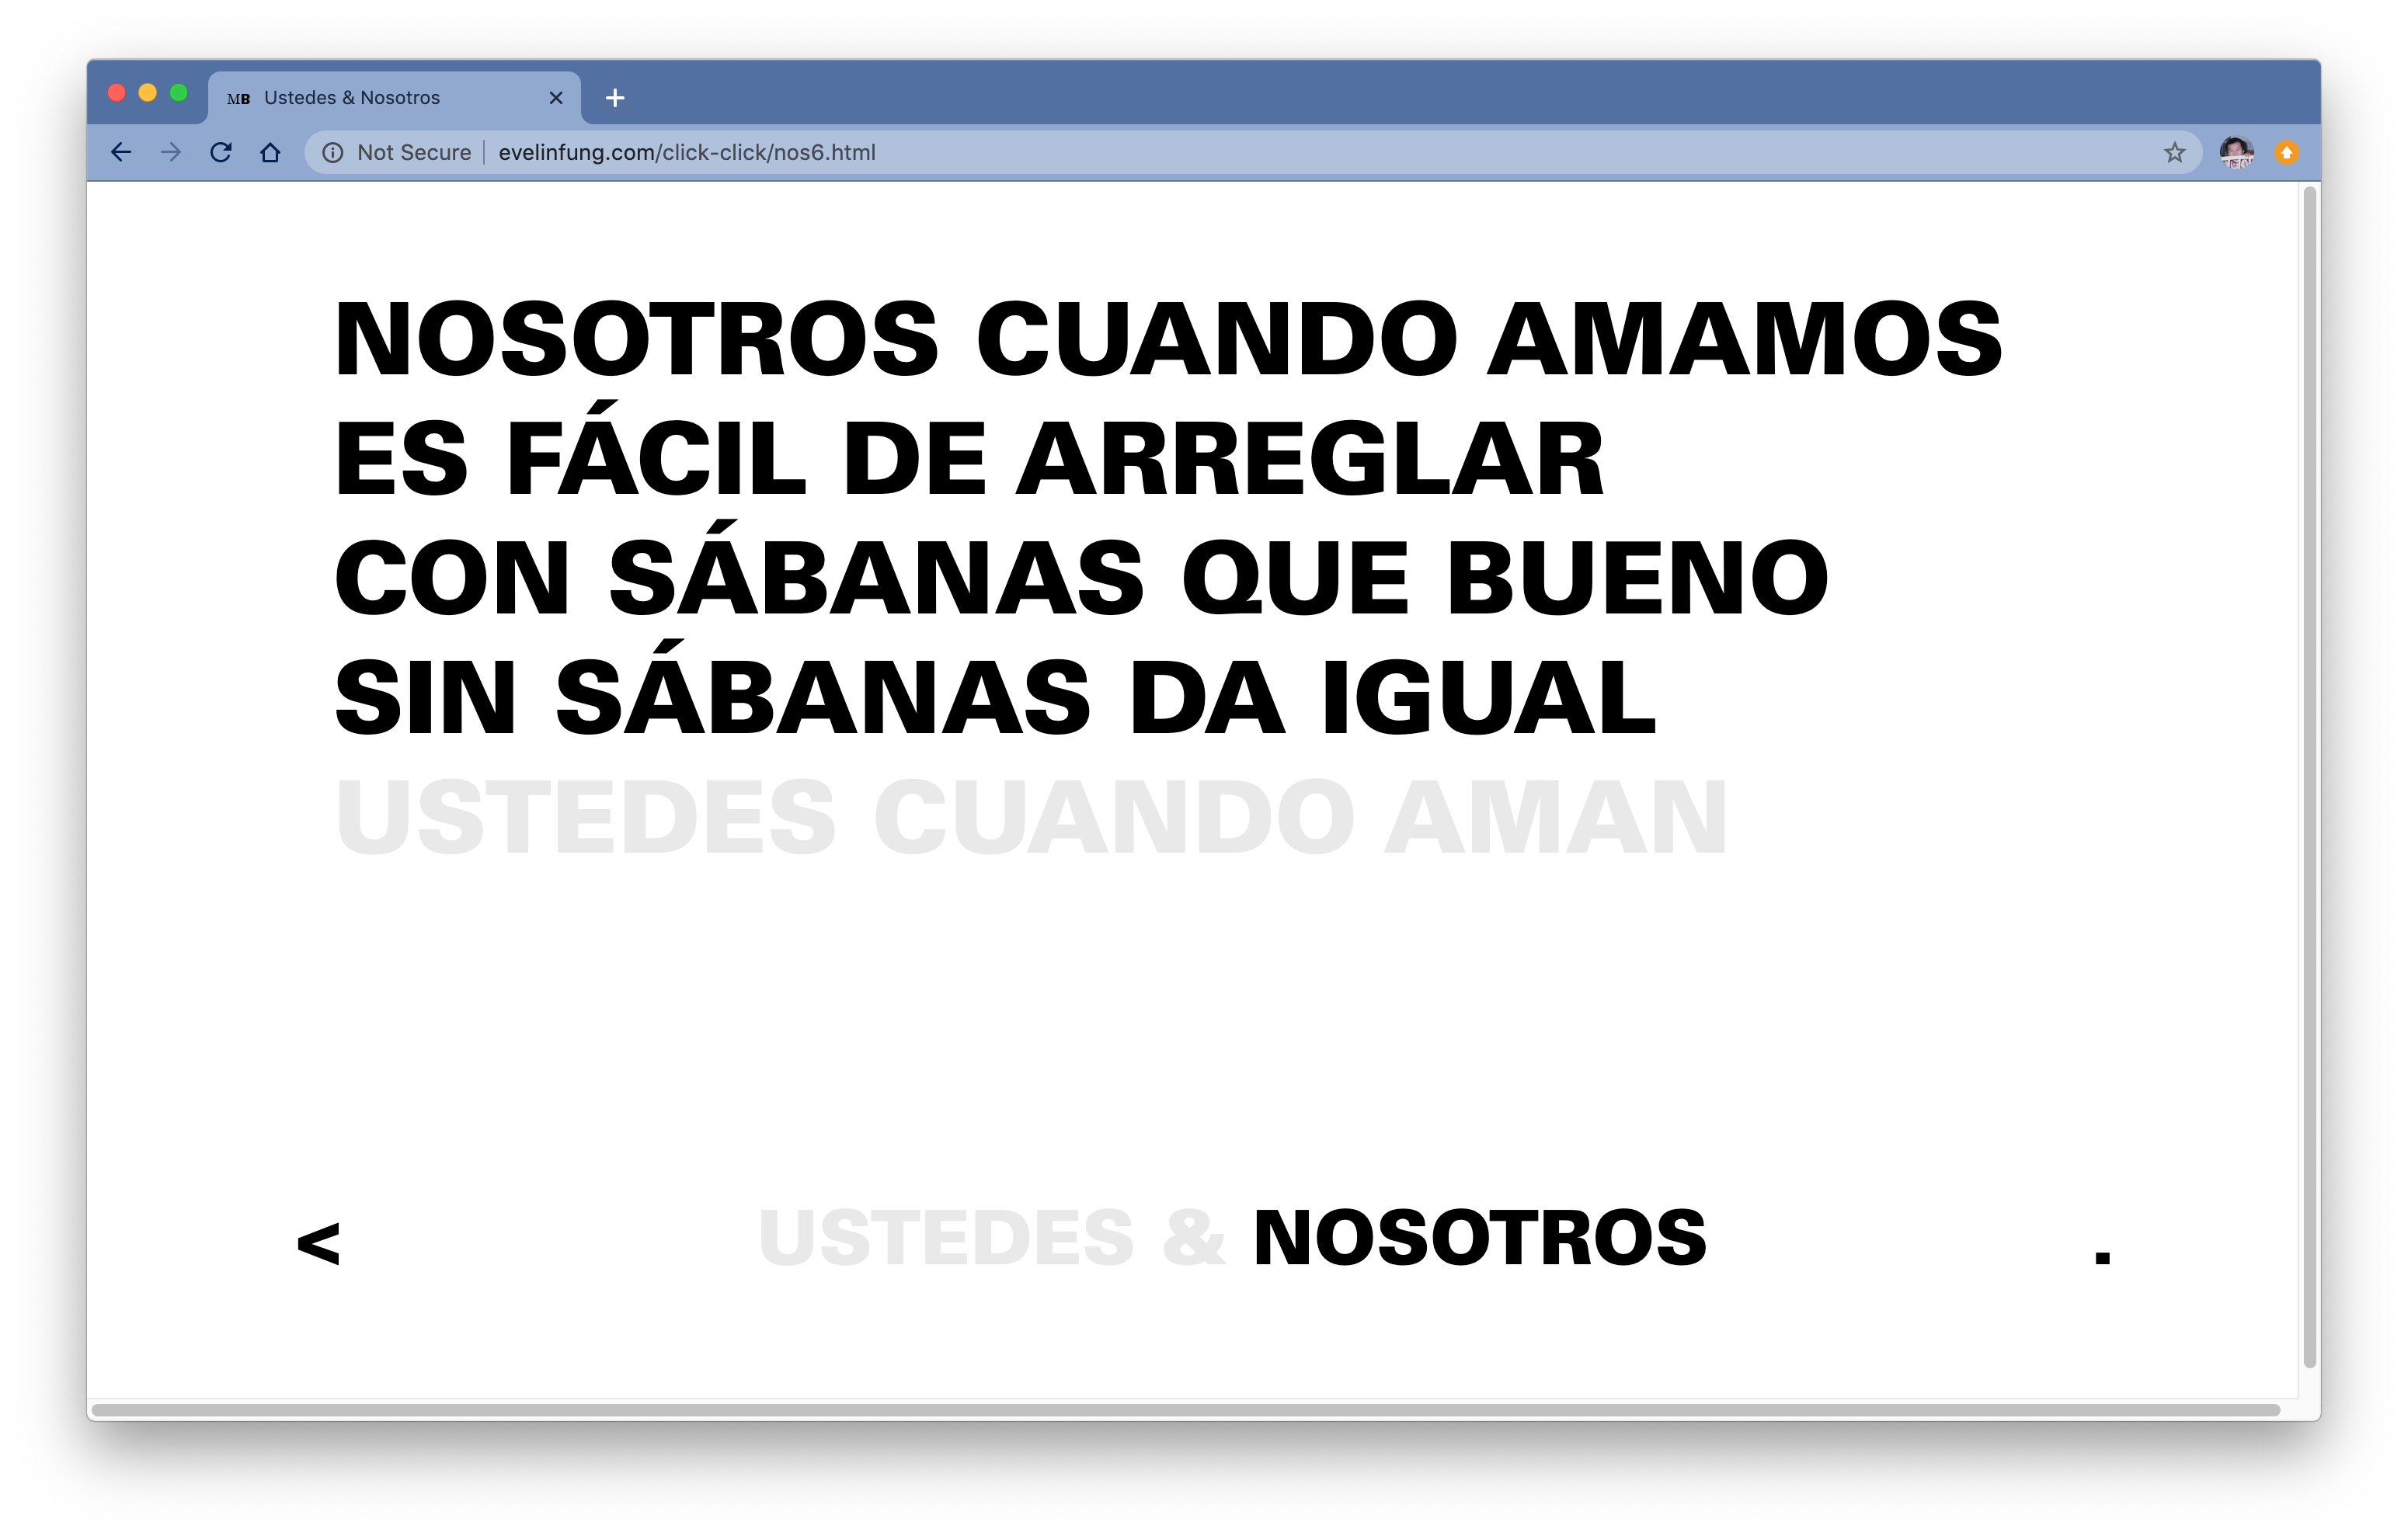 MB Ustedes & Nosotros
Not Secure evelinfung.com/click-click/nos6.html
NOSOTROS CUANDO AMAMOS
ES FÁCIL DE ARREGLAR
CON SÁBANAS QUE BUENO
SIN SÁBANAS DA IGUAL
USTEDES CUANDO AMAN
< USTEDES & NOSOTROS .